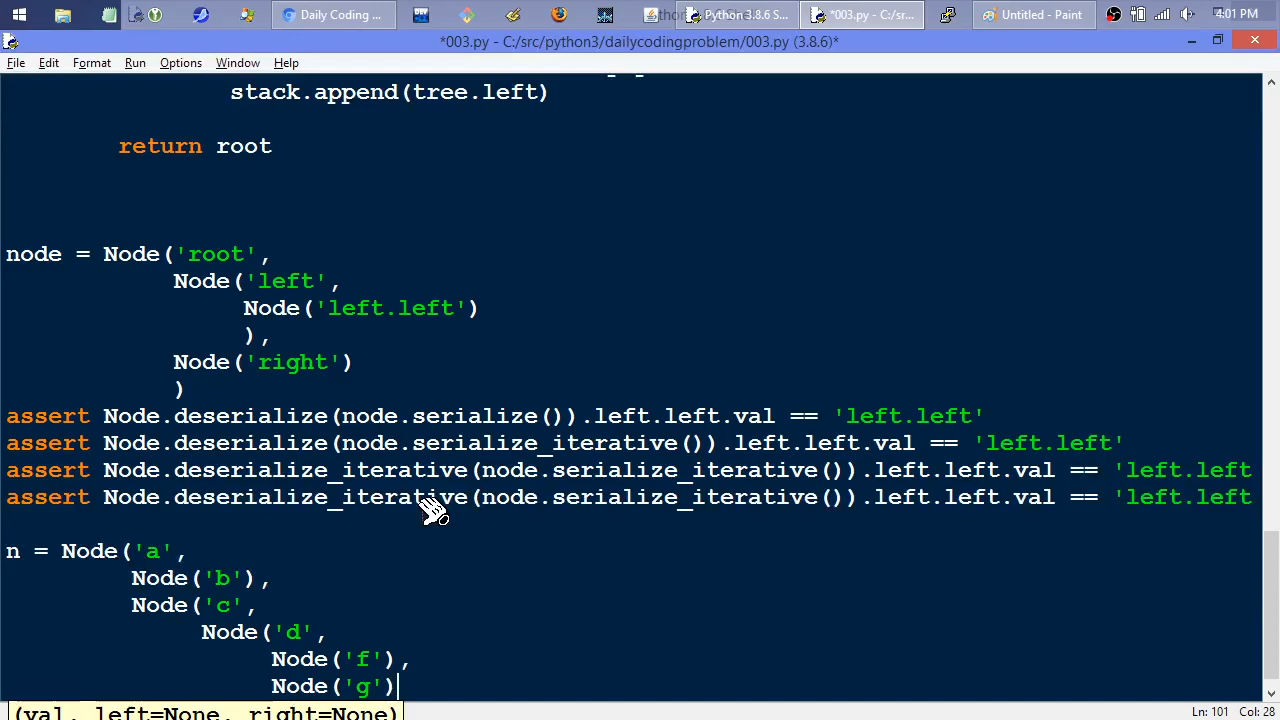 Daily Coding ...
Python 3.8.6 S...
*003.py - C:/sr...
Untitled - Paint
4:01 PM
*003.py - C:/src/python3/dailycodingproblem/003.py (3.8.6)*
File Edit Format Run Options Window Help
stack.append(tree.left)
return root
node = Node('root',
Node('left',
Node('left.left')
),
Node('right')
)
assert Node.deserialize(node.serialize()).left.left.val == 'left.left'
assert Node.deserialize(node.serialize_iterative()).left.left.val == 'left.left'
assert Node.deserialize_iterative(node.serialize_iterative()).left.left.val == 'left.left
assert Node.deserialize_iterative(node.serialize_iterative()).left.left.val == 'left.left
n = Node('a',
Node('b'),
Node('c',
Node('d',
Node('f'),
Node('g')
(val, left=None, right=None)
Ln: 101 Col: 28